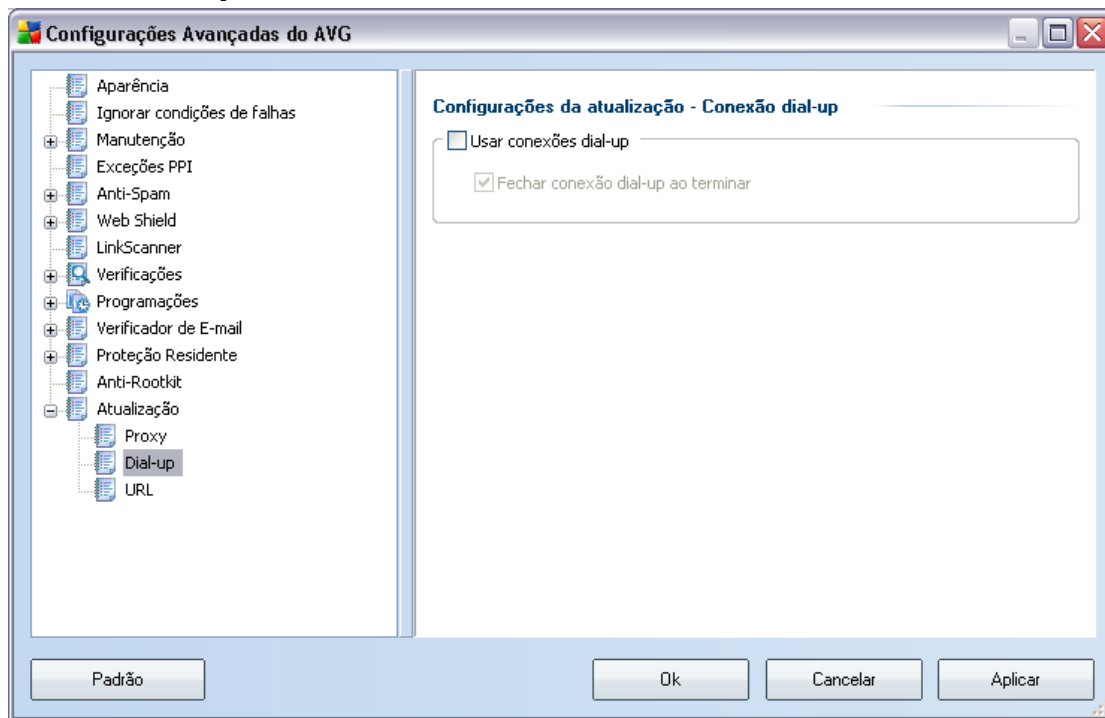 Configurações Avançadas do AVG
Aparência
Ignorar condições de falhas
Manutenção
Exceções PPI
Anti-Spam
Web Shield
LinkScanner
Verificações
Programações
Verificador de E-mail
Proteção Residente
Anti-Rootkit
Atualização
Proxy
Dial-up
URL
Configurações da atualização - Conexão dial-up
Usar conexões dial-up
Fechar conexão dial-up ao terminar
Padrão
Ok
Cancelar
Aplicar